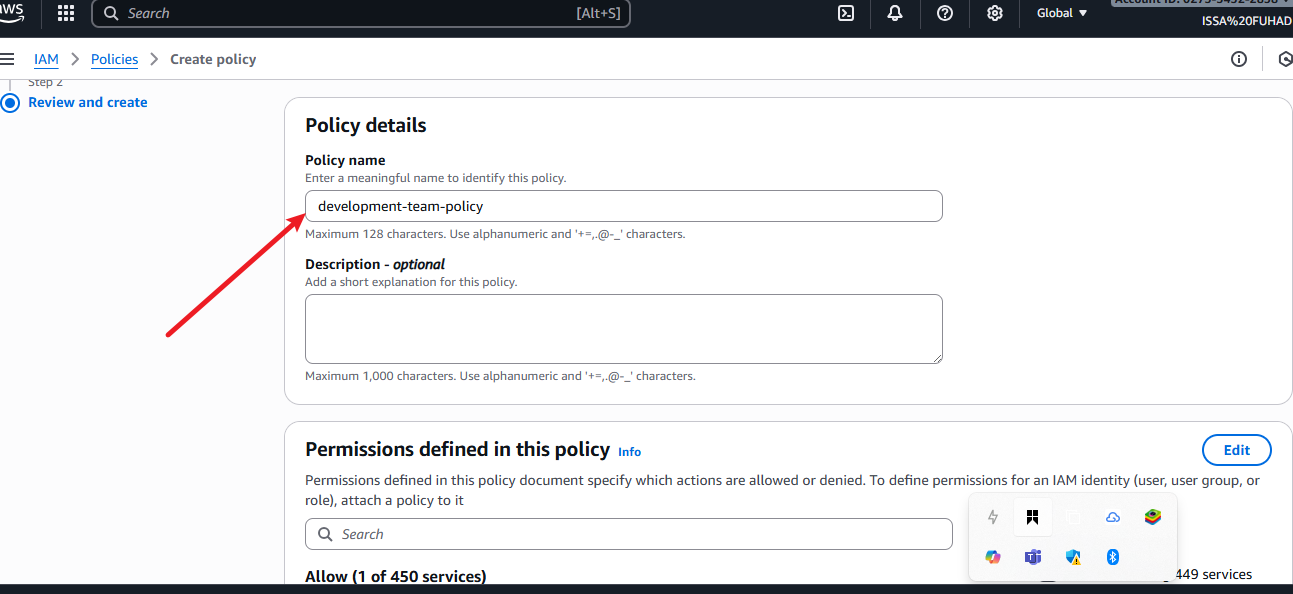 aws
Search
[Alt+S]
Global
ISSA%20FUHAD
IAM
Policies
Create policy
Step 2
Review and create
Policy details
Policy name
Enter a meaningful name to identify this policy.
development-team-policy
Maximum 128 characters. Use alphanumeric and '+=,.@-_' characters.
Description - optional
Add a short explanation for this policy.
Maximum 1,000 characters. Use alphanumeric and '+=,.@-_' characters.
Permissions defined in this policy Info
Edit
Permissions defined in this policy document specify which actions are allowed or denied. To define permissions for an IAM identity (user, user group, or
role), attach a policy to it
Search
Allow (1 of 450 services)
449 services